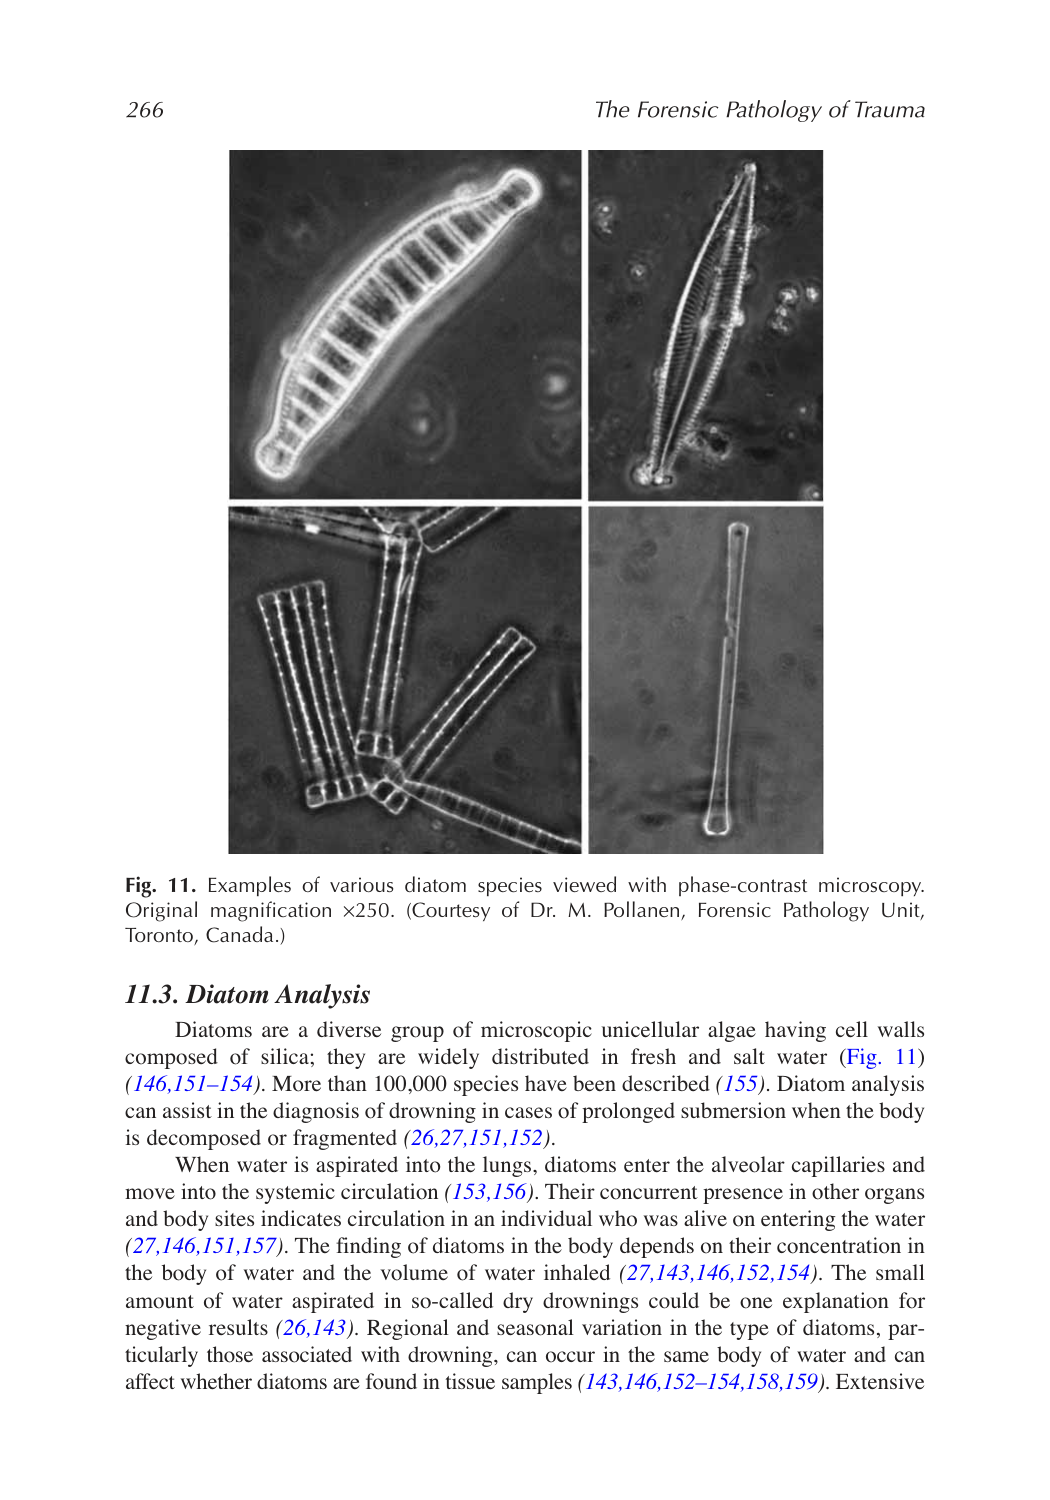 266
The Forensic Pathology of Trauma
Fig. 11. Examples of various diatom species viewed with phase-contrast microscopy.
Original magnification ×250. (Courtesy of Dr. M. Pollanen, Forensic Pathology Unit,
Toronto, Canada.)
11.3. Diatom Analysis
Diatoms are a diverse group of microscopic unicellular algae having cell walls
composed of silica; they are widely distributed in fresh and salt water (Fig. 11)
(146,151–154). More than 100,000 species have been described (155). Diatom analysis
can assist in the diagnosis of drowning in cases of prolonged submersion when the body
is decomposed or fragmented (26,27,151,152).
When water is aspirated into the lungs, diatoms enter the alveolar capillaries and
move into the systemic circulation (153,156). Their concurrent presence in other organs
and body sites indicates circulation in an individual who was alive on entering the water
(27,146,151,157). The finding of diatoms in the body depends on their concentration in
the body of water and the volume of water inhaled (27,143,146,152,154). The small
amount of water aspirated in so-called dry drownings could be one explanation for
negative results (26,143). Regional and seasonal variation in the type of diatoms, par-
ticularly those associated with drowning, can occur in the same body of water and can
affect whether diatoms are found in tissue samples (143,146,152–154,158,159). Extensive